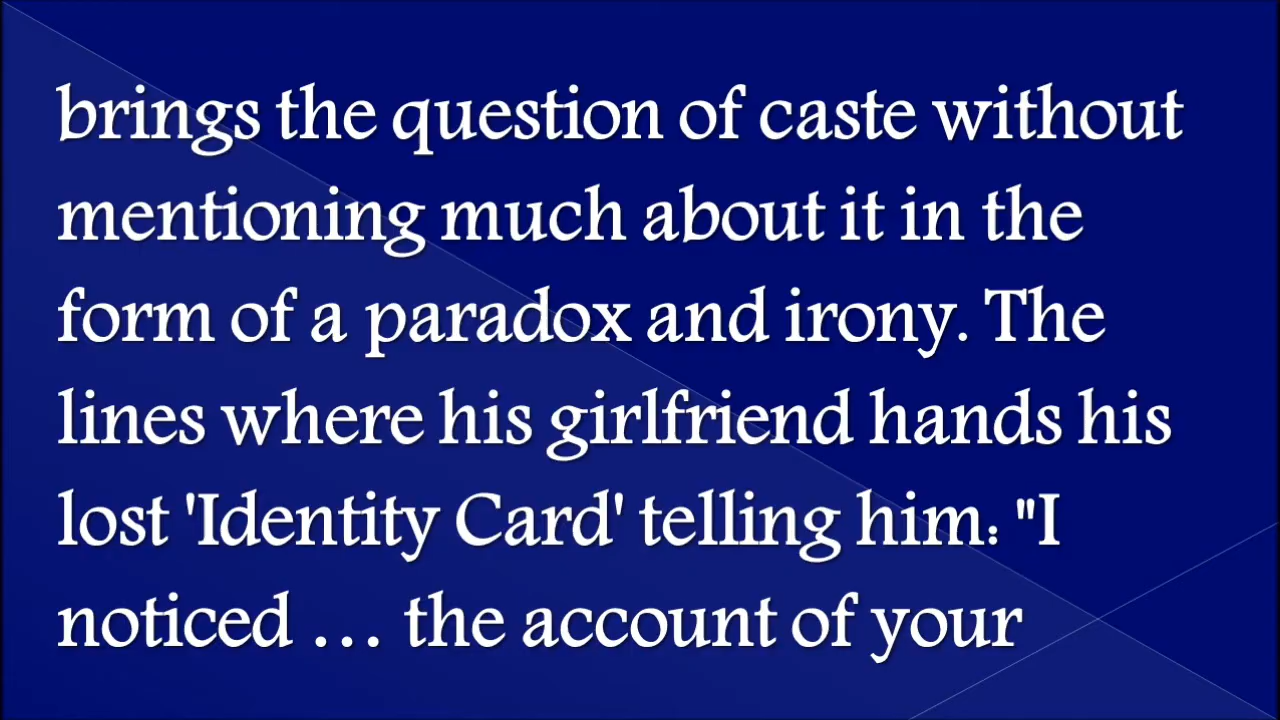 brings the question of caste without
mentioning much about it in the
form of a paradox and irony. The
lines where his girlfriend hands his
lost 'Identity Card' telling him: "I
noticed … the account of your